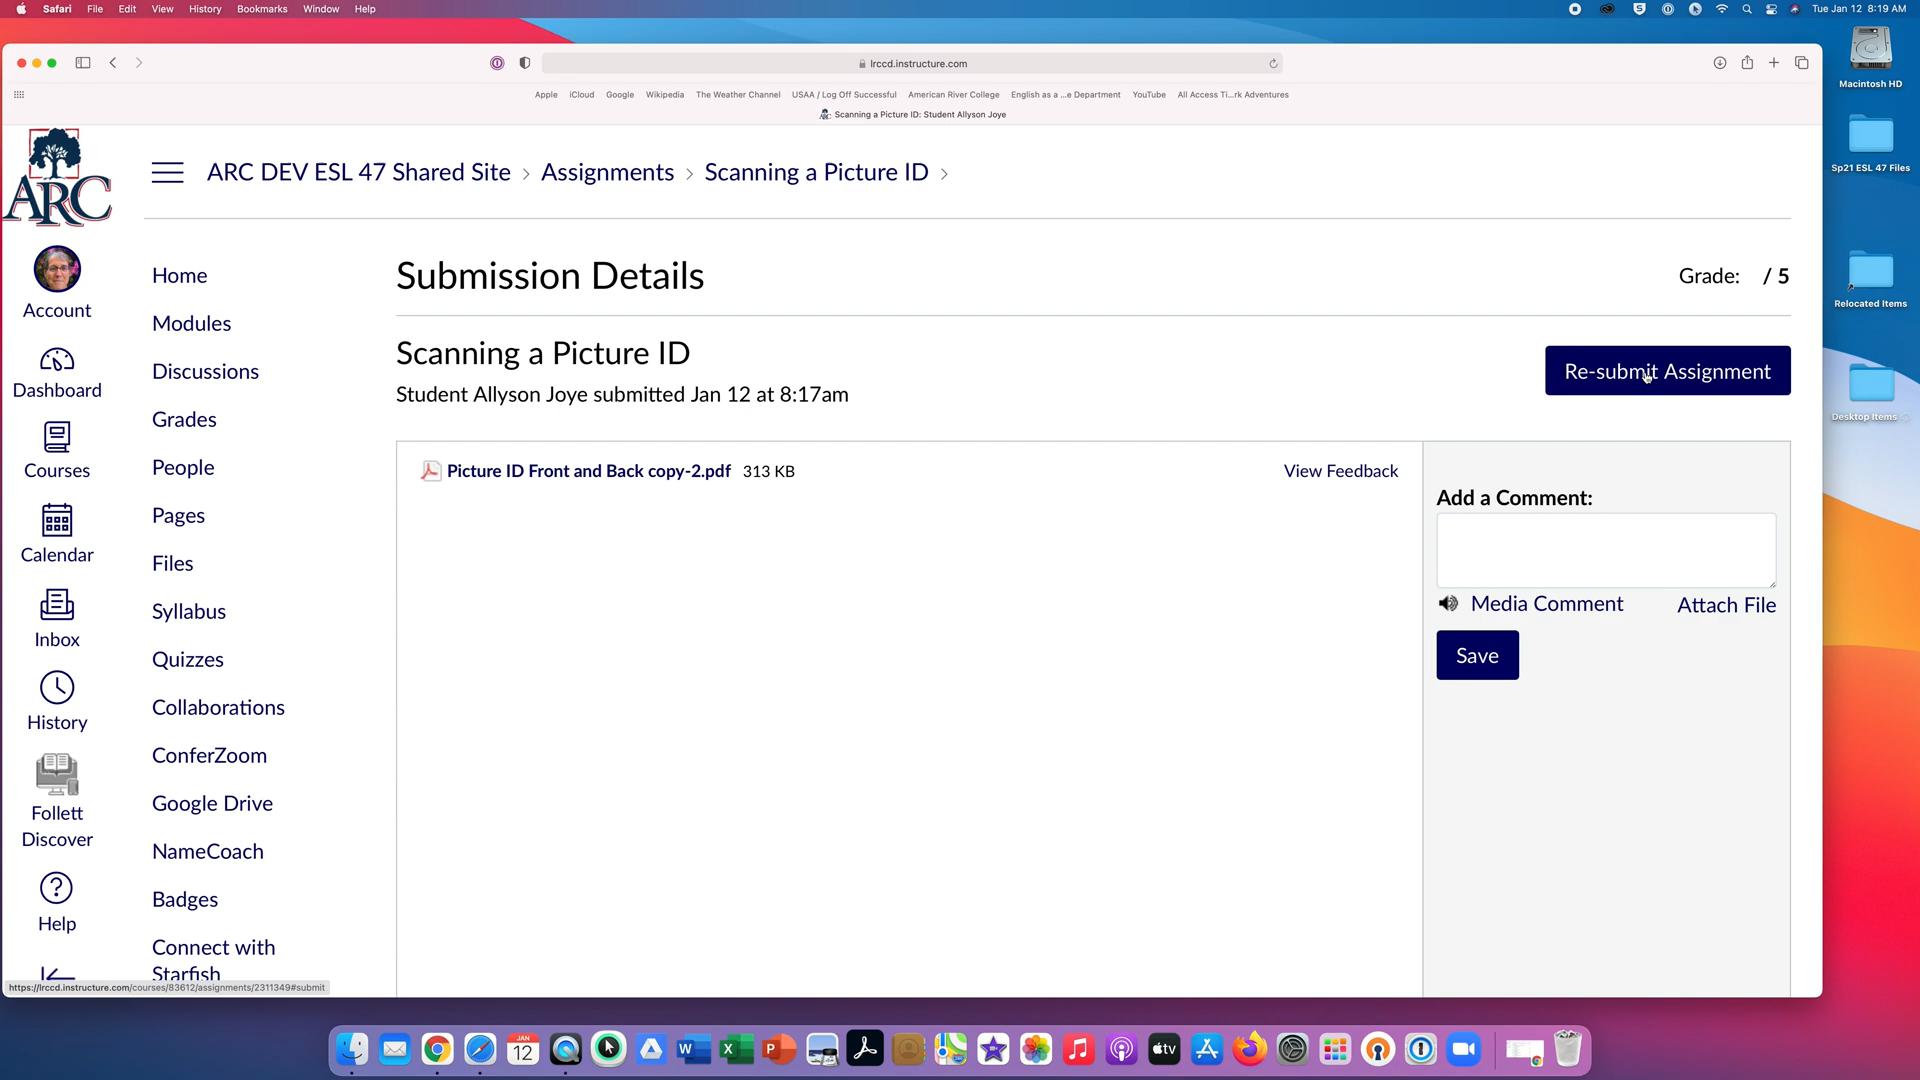 Safari File Edit View History Bookmarks Window Help
Tue Jan 12 8:19 AM
lrccd.instructure.com
Apple iCloud Google Wikipedia The Weather Channel USAA / Log Off Successful American River College English as a ...e Department YouTube All Access Ti...rk Adventures
Scanning a Picture ID: Student Allyson Joye
ARC
ARC DEV ESL 47 Shared Site › Assignments › Scanning a Picture ID ›
Account
Dashboard
Courses
Calendar
Inbox
History
Follett
Discover
Help
Home
Modules
Discussions
Grades
People
Pages
Files
Syllabus
Quizzes
Collaborations
ConferZoom
Google Drive
NameCoach
Badges
Connect with
Starfish
Submission Details
Grade: / 5
Scanning a Picture ID
Student Allyson Joye submitted Jan 12 at 8:17am
Re-submit Assignment
Picture ID Front and Back copy-2.pdf 313 KB
View Feedback
Add a Comment:
Media Comment
Attach File
Save
https://lrccd.instructure.com/courses/83612/assignments/2311349#submit
Macintosh HD
Sp21 ESL 47 Files
Relocated Items
Desktop Items
JAN
12
W
X
P
tv